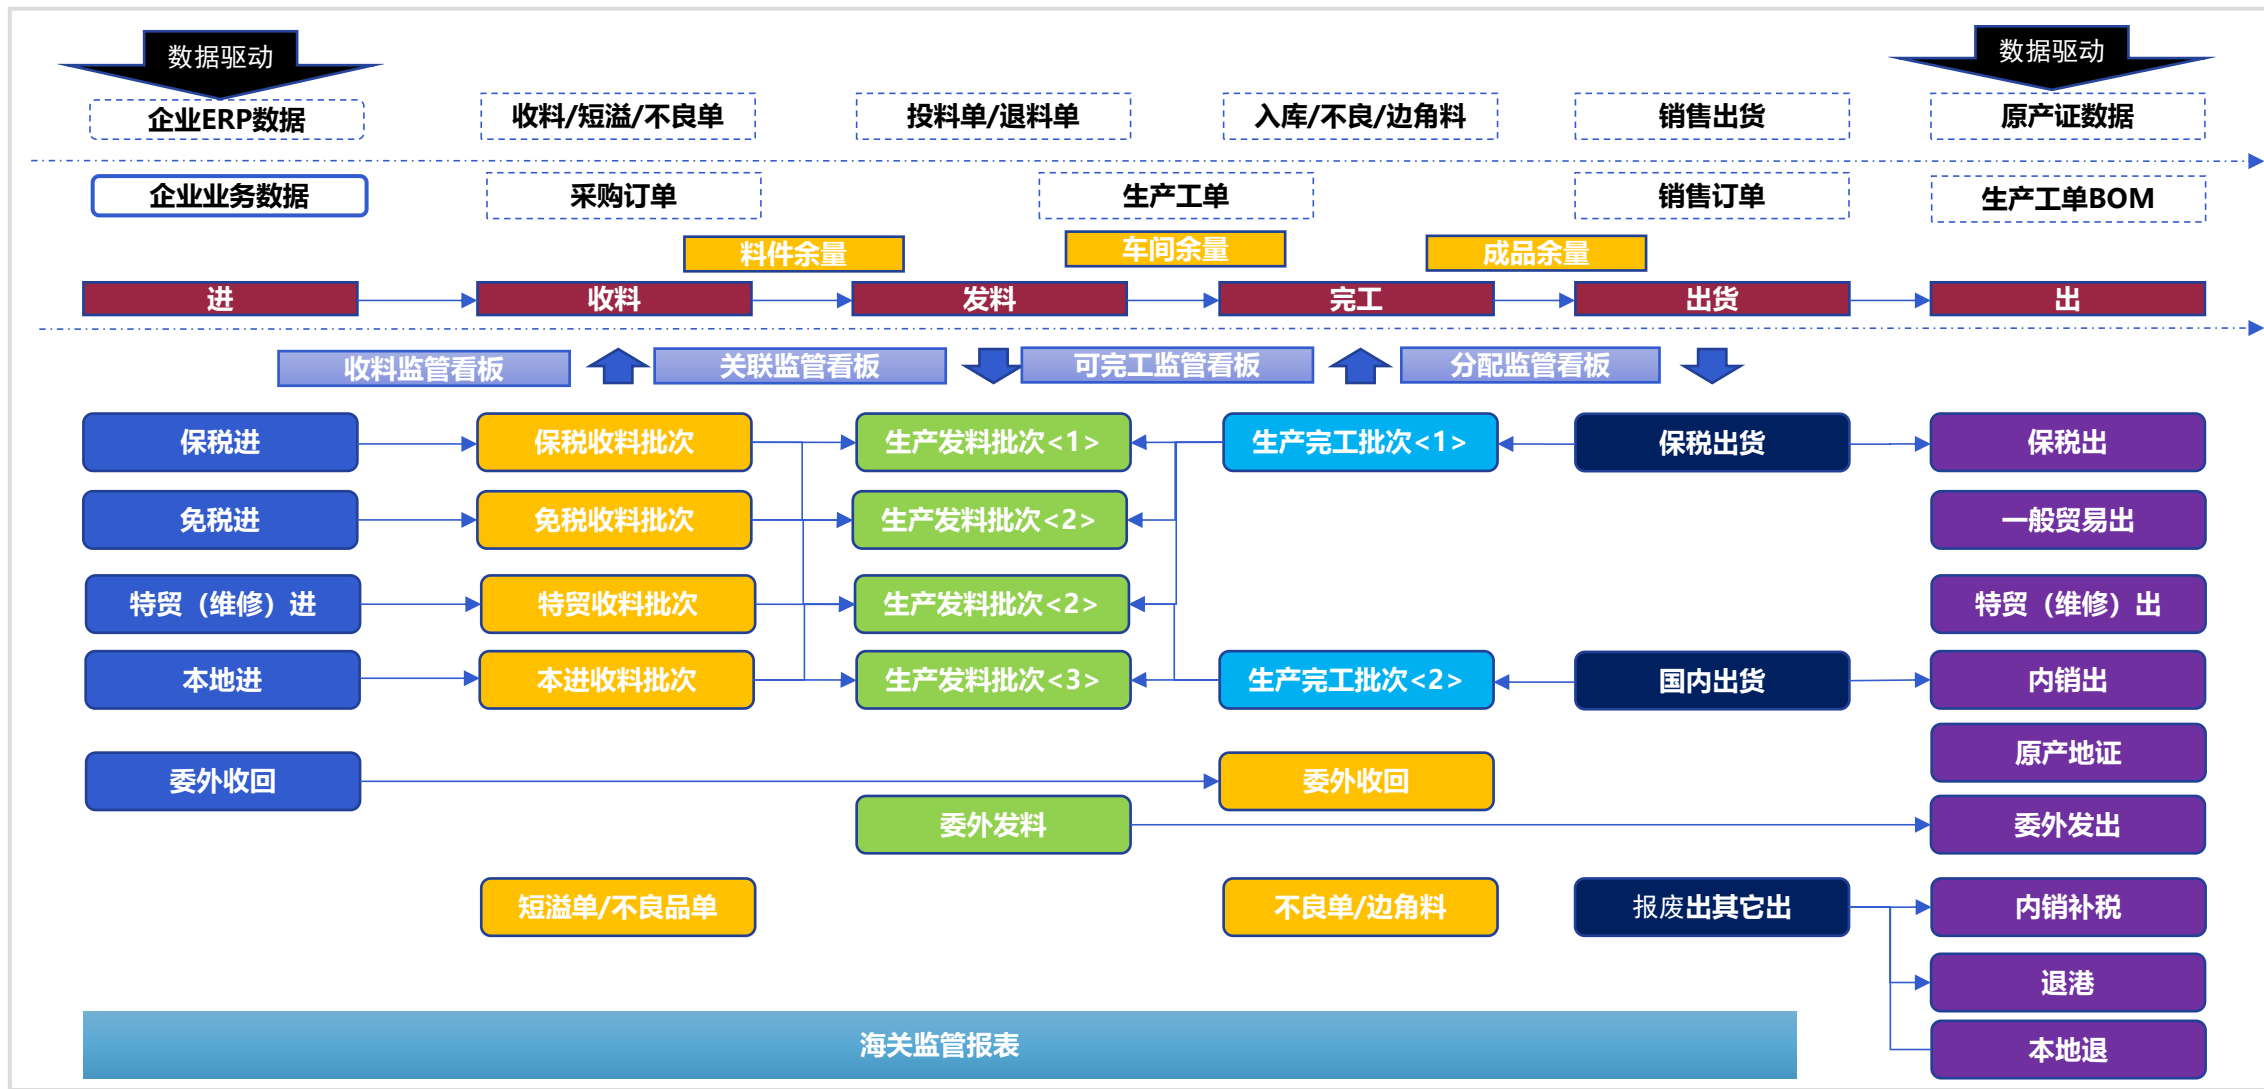 数据驱动
数据驱动
企业ERP数据
收料/短溢/不良单
投料单/退料单
入库/不良/边角料
销售出货
原产证数据
企业业务数据
采购订单
生产工单
销售订单
生产工单BOM
料件余量
车间余量
成品余量
进
收料
发料
完工
出货
出
收料监管看板
关联监管看板
可完工监管看板
分配监管看板
保税进
保税收料批次
生产发料批次<1>
生产完工批次<1>
保税出货
保税出
免税进
免税收料批次
生产发料批次<2>
一般贸易出
特贸（维修）进
特贸收料批次
生产发料批次<2>
特贸（维修）出
本地进
本进收料批次
生产发料批次<3>
生产完工批次<2>
国内出货
内销出
原产地证
委外收回
委外收回
委外发料
委外发出
短溢单/不良品单
不良单/边角料
报废出其它出
内销补税
退港
海关监管报表
本地退